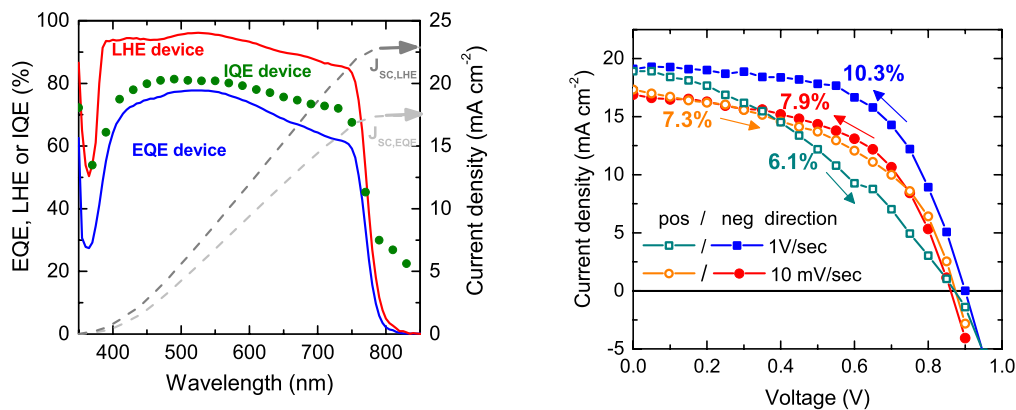 100
80
60
40
20
0
EQE, LHE or IQE (%)
LHE device
IQE device
EQE device
J SC,LHE
J SC,EQE
25
20
15
10
5
0
Current density (mA cm-2)
400 500 600 700 800
Wavelength (nm)
20
15
10
5
0
-5
Current density (mA cm-2)
10.3%
7.9%
7.3%
6.1%
pos / neg direction
/ 1V/sec
/ 10 mV/sec
0.0 0.2 0.4 0.6 0.8 1.0
Voltage (V)